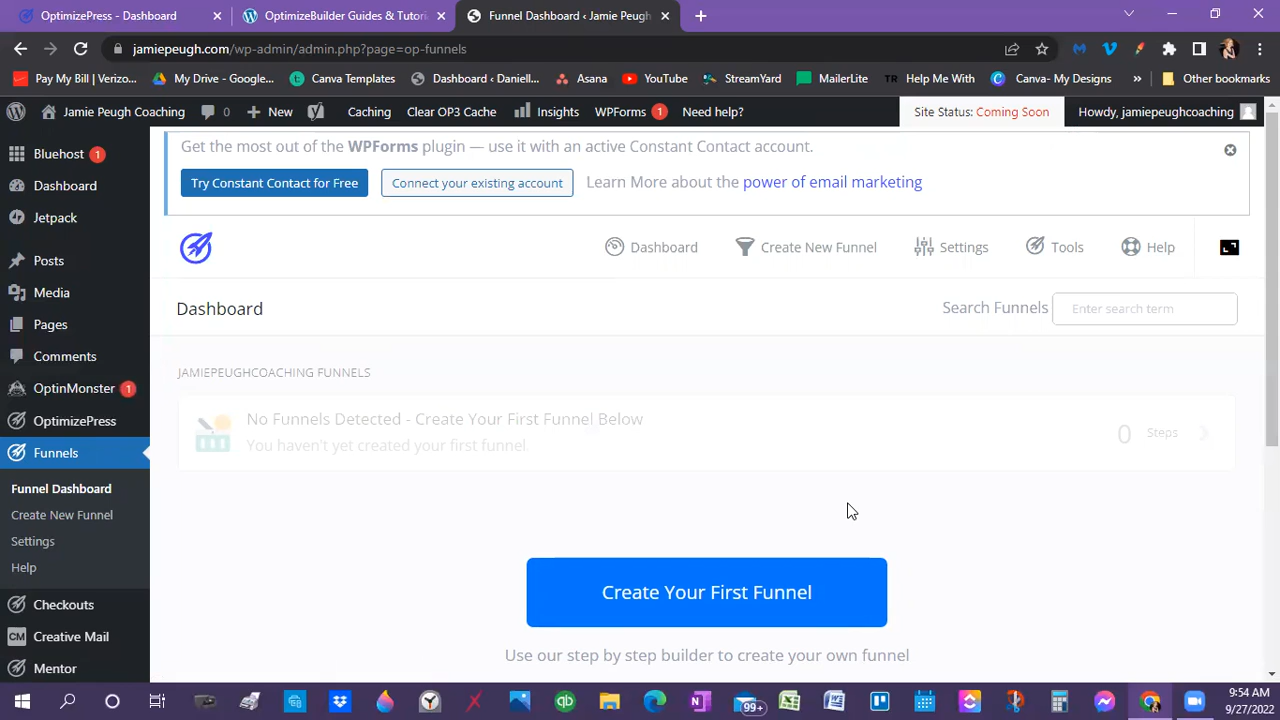 OptimizePress - Dashboard
OptimizeBuilder Guides & Tutori
Funnel Dashboard ‹ Jamie Peugh
jamiepeugh.com/wp-admin/admin.php?page=op-funnels
Pay My Bill | Verizo...
My Drive - Google...
Canva Templates
Dashboard ‹ Daniell...
Asana
YouTube
StreamYard
MailerLite
TR Help Me With
Canva- My Designs
»
Other bookmarks
Jamie Peugh Coaching
0
New
Caching
Clear OP3 Cache
Insights
WPForms 1
Need help?
Site Status: Coming Soon
Howdy, jamiepeughcoaching
Bluehost 1
Dashboard
Jetpack
Posts
Media
Pages
Comments
OptinMonster 1
OptimizePress
Funnels
Funnel Dashboard
Create New Funnel
Settings
Help
Checkouts
CM Creative Mail
Mentor
Get the most out of the WPForms plugin — use it with an active Constant Contact account.
Try Constant Contact for Free
Connect your existing account
Learn More about the power of email marketing
Dashboard
Create New Funnel
Settings
Tools
Help
Dashboard
Search Funnels
Enter search term
JAMIEPEUGHCOACHING FUNNELS
No Funnels Detected - Create Your First Funnel Below
You haven't yet created your first funnel.
0 Steps
Create Your First Funnel
Use our step by step builder to create your own funnel
99+
9:54 AM
9/27/2022